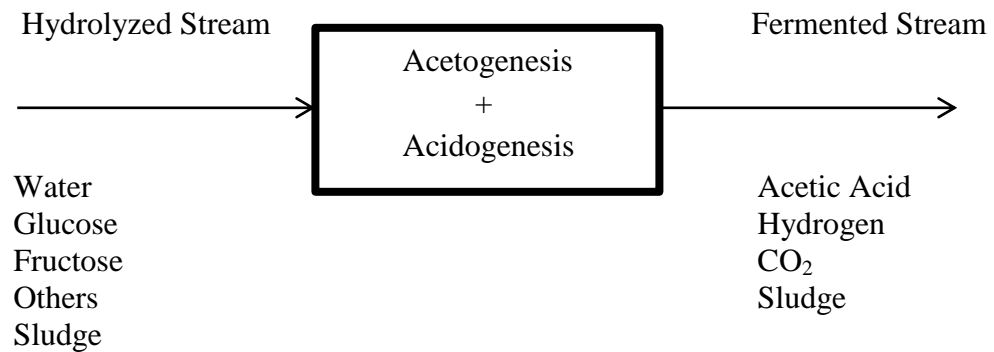 Hydrolyzed Stream
Fermented Stream
Acetogenesis
+
Acidogenesis
Water
Glucose
Fructose
Others
Sludge
Acetic Acid
Hydrogen
CO₂
Sludge